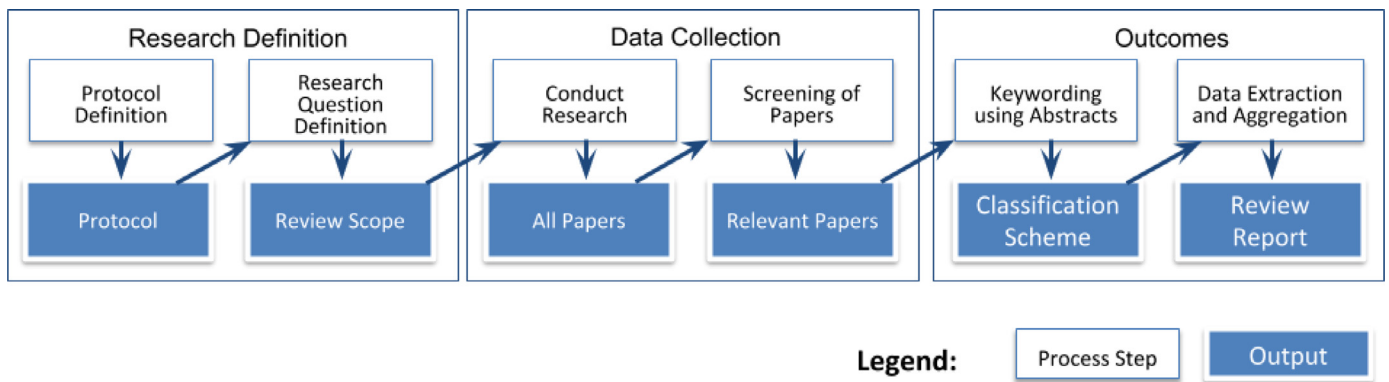 Research Definition
Protocol
Definition
Research
Question
Definition
Protocol
Review Scope
Data Collection
Conduct
Research
Screening of
Papers
All Papers
Relevant Papers
Outcomes
Keywording
using Abstracts
Data Extraction
and Aggregation
Classification
Scheme
Review
Report
Legend:
Process Step
Output